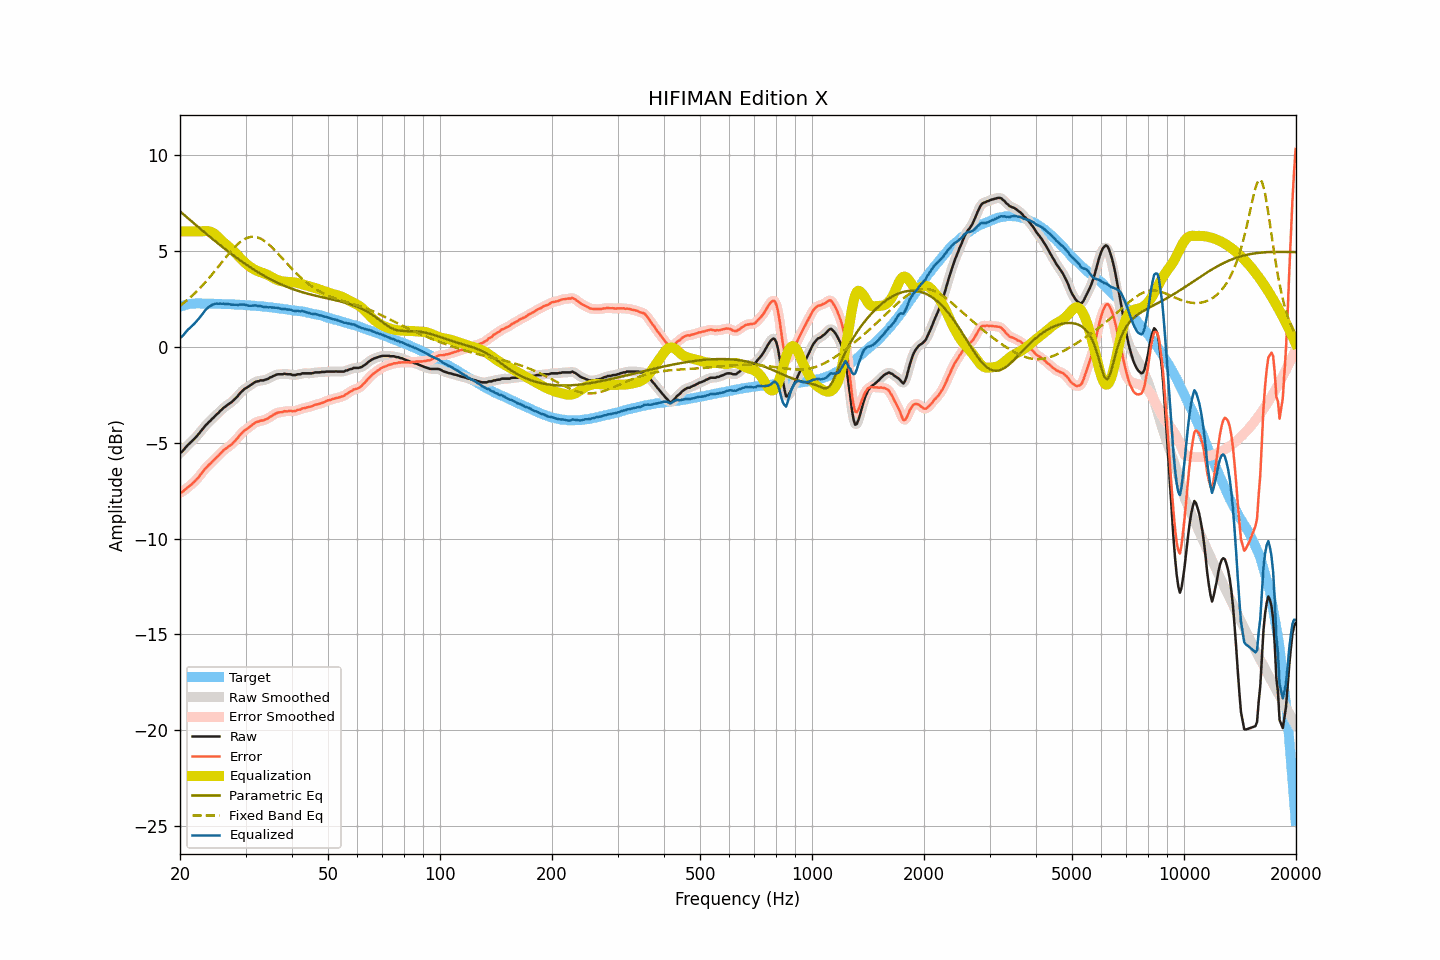 HIFIMAN Edition X
Amplitude (dBr)
10
5
0
−5
−10
−15
−20
−25
Target
Raw Smoothed
Error Smoothed
Raw
Error
Equalization
Parametric Eq
Fixed Band Eq
Equalized
20 50 100 200 500 1000 2000 5000 10000 20000
Frequency (Hz)